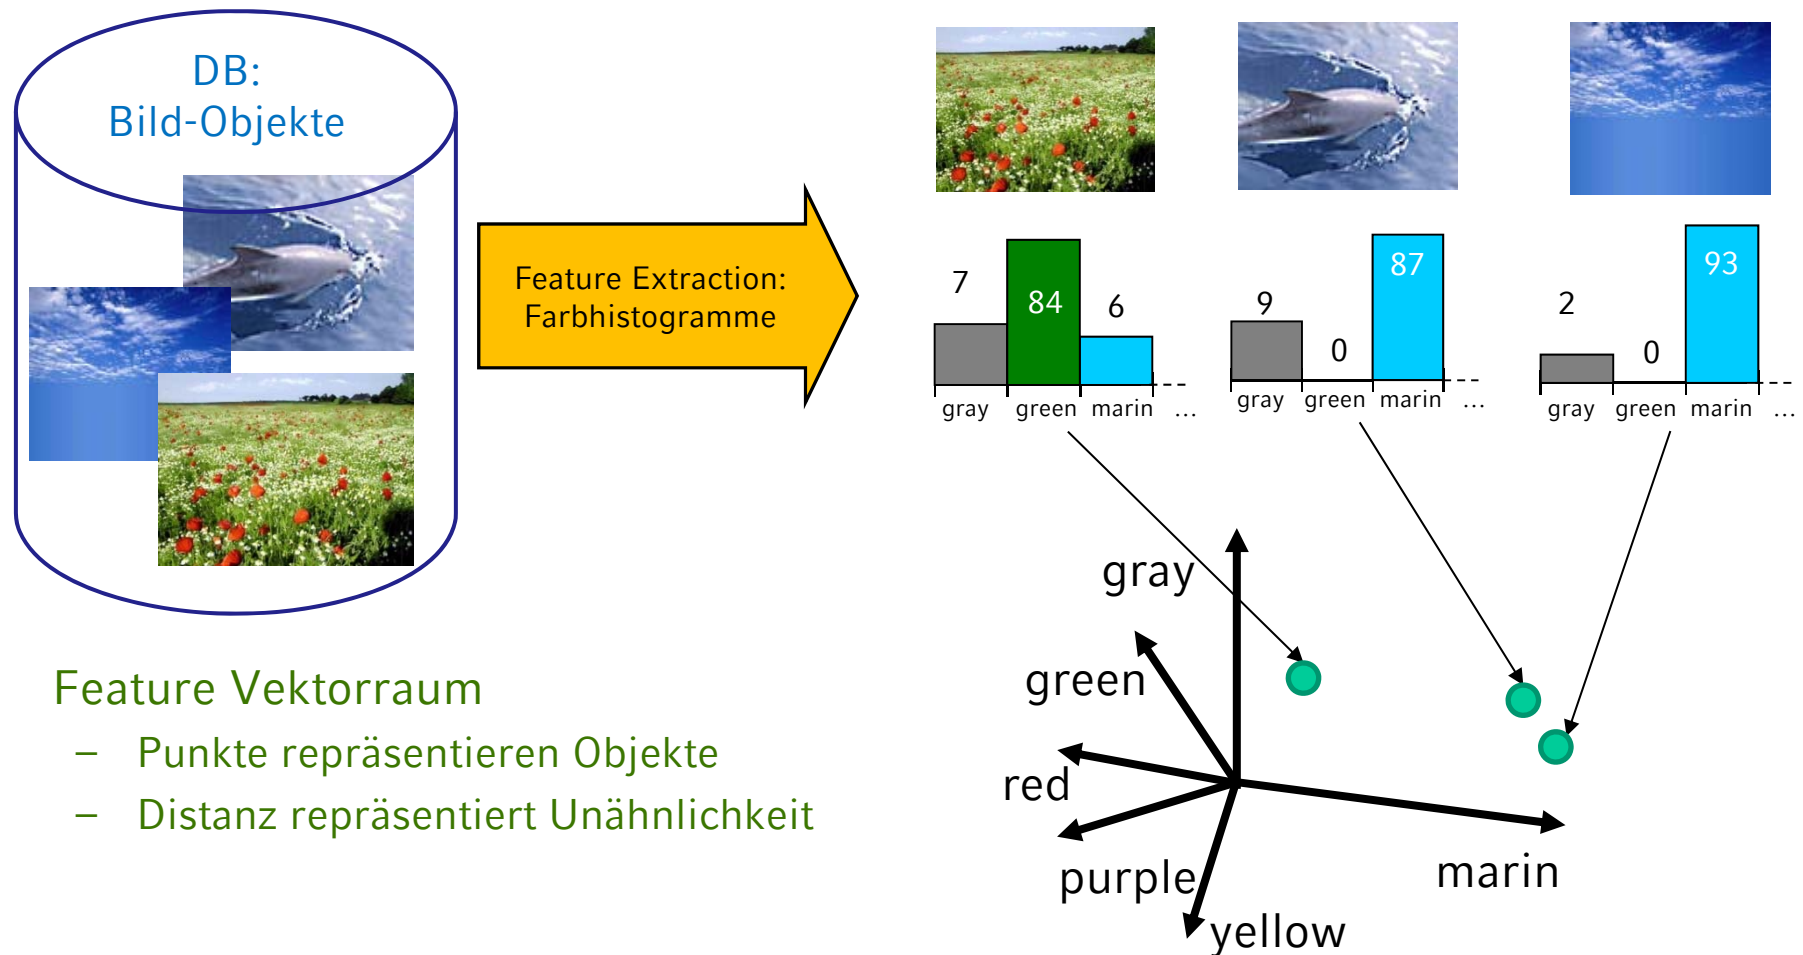 DB:
Bild-Objekte
Feature Extraction:
Farbhistogramme
7
84
6
gray green marin ...
9
0
87
gray green marin ...
2
0
93
gray green marin ...
Feature Vektorraum
– Punkte repräsentieren Objekte
– Distanz repräsentiert Unähnlichkeit
gray
green
red
purple
yellow
marin